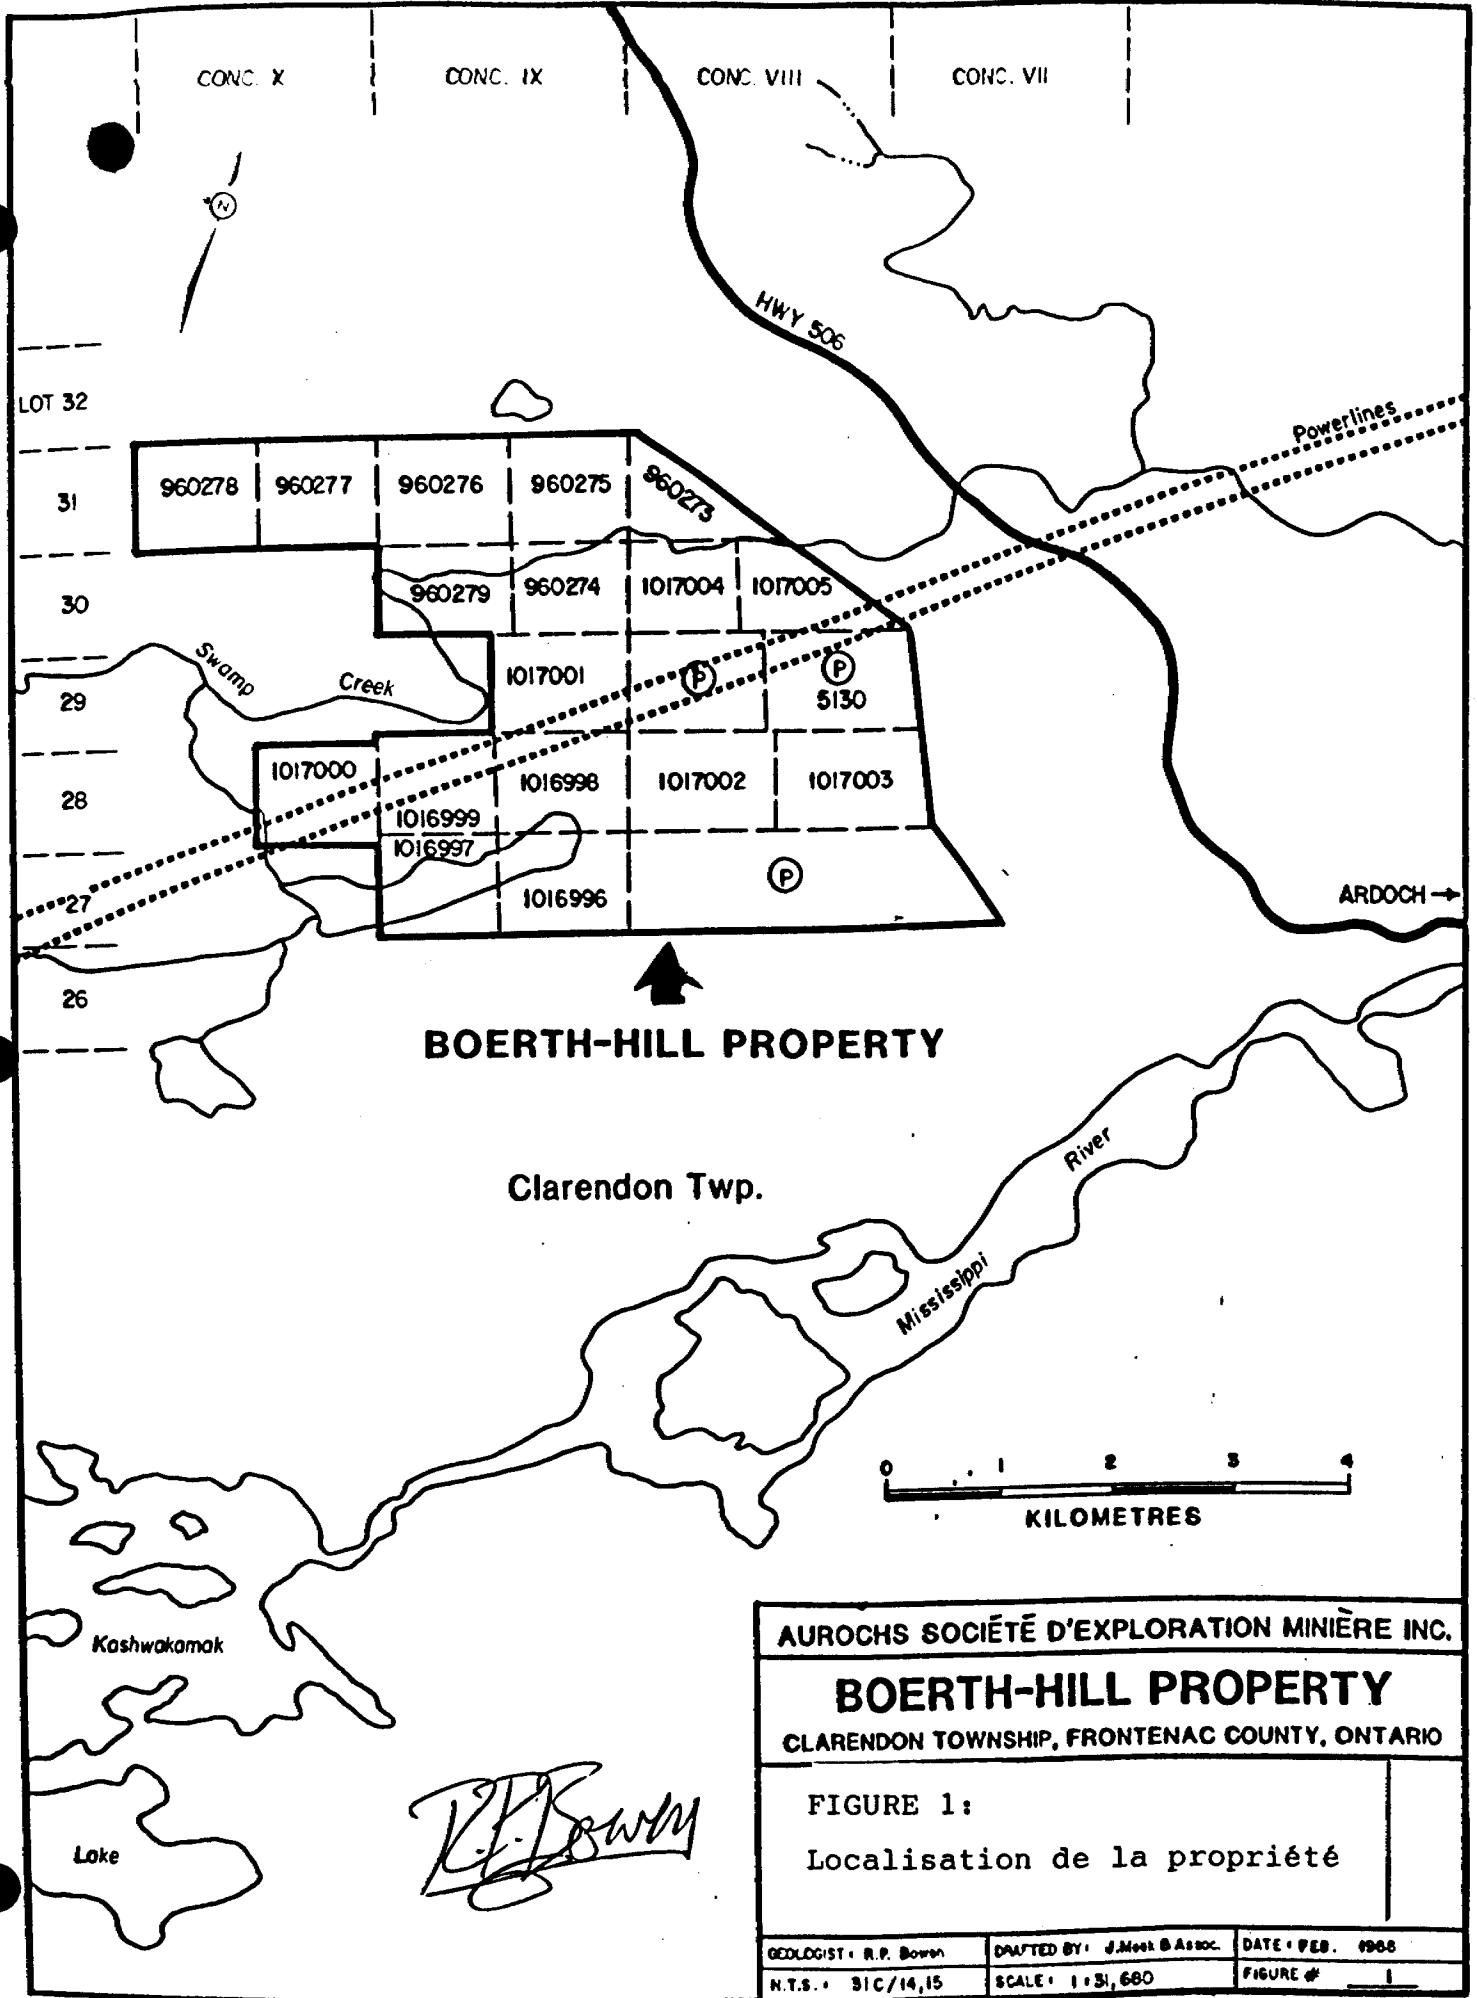 CONC. X
CONC. IX
CONC. VIII
CONC. VII
N
HWY 506
LOT 32
Powerlines
31
960278
960277
960276
960275
960273
30
960279
960274
1017004
1017005
29
Swamp
Creek
1017001
P
P
5130
28
1017000
1016999
1016998
1017002
1017003
27
1016997
1016996
P
ARDOCH
26
BOERTH-HILL PROPERTY
Clarendon Twp.
River
Mississippi
0 1 2 3 4
KILOMETRES
Kashwakamak
Lake
R.P. Bowen
AUROCHS SOCIÉTÉ D'EXPLORATION MINIÈRE INC.
BOERTH-HILL PROPERTY
CLARENDON TOWNSHIP, FRONTENAC COUNTY, ONTARIO
FIGURE 1:
Localisation de la propriété
GEOLOGIST: R.P. Bowen
DRAFTED BY: J.Meek & Assoc.
DATE: FEB. 1988
N.T.S.: 31C/14,15
SCALE: 1:31,680
FIGURE # 1